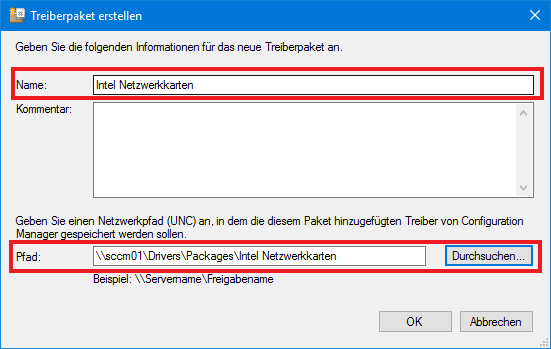 Treiberpaket erstellen
Geben Sie die folgenden Informationen für das neue Treiberpaket an.
Name: Intel Netzwerkkarten
Kommentar:
Geben Sie einen Netzwerkpfad (UNC) an, in dem die diesem Paket hinzugefügten Treiber von Configuration
Manager gespeichert werden sollen.
Pfad: \\sccm01\Drivers\Packages\Intel Netzwerkkarten Durchsuchen...
Beispiel: \\Servername\Freigabename
OK Abbrechen